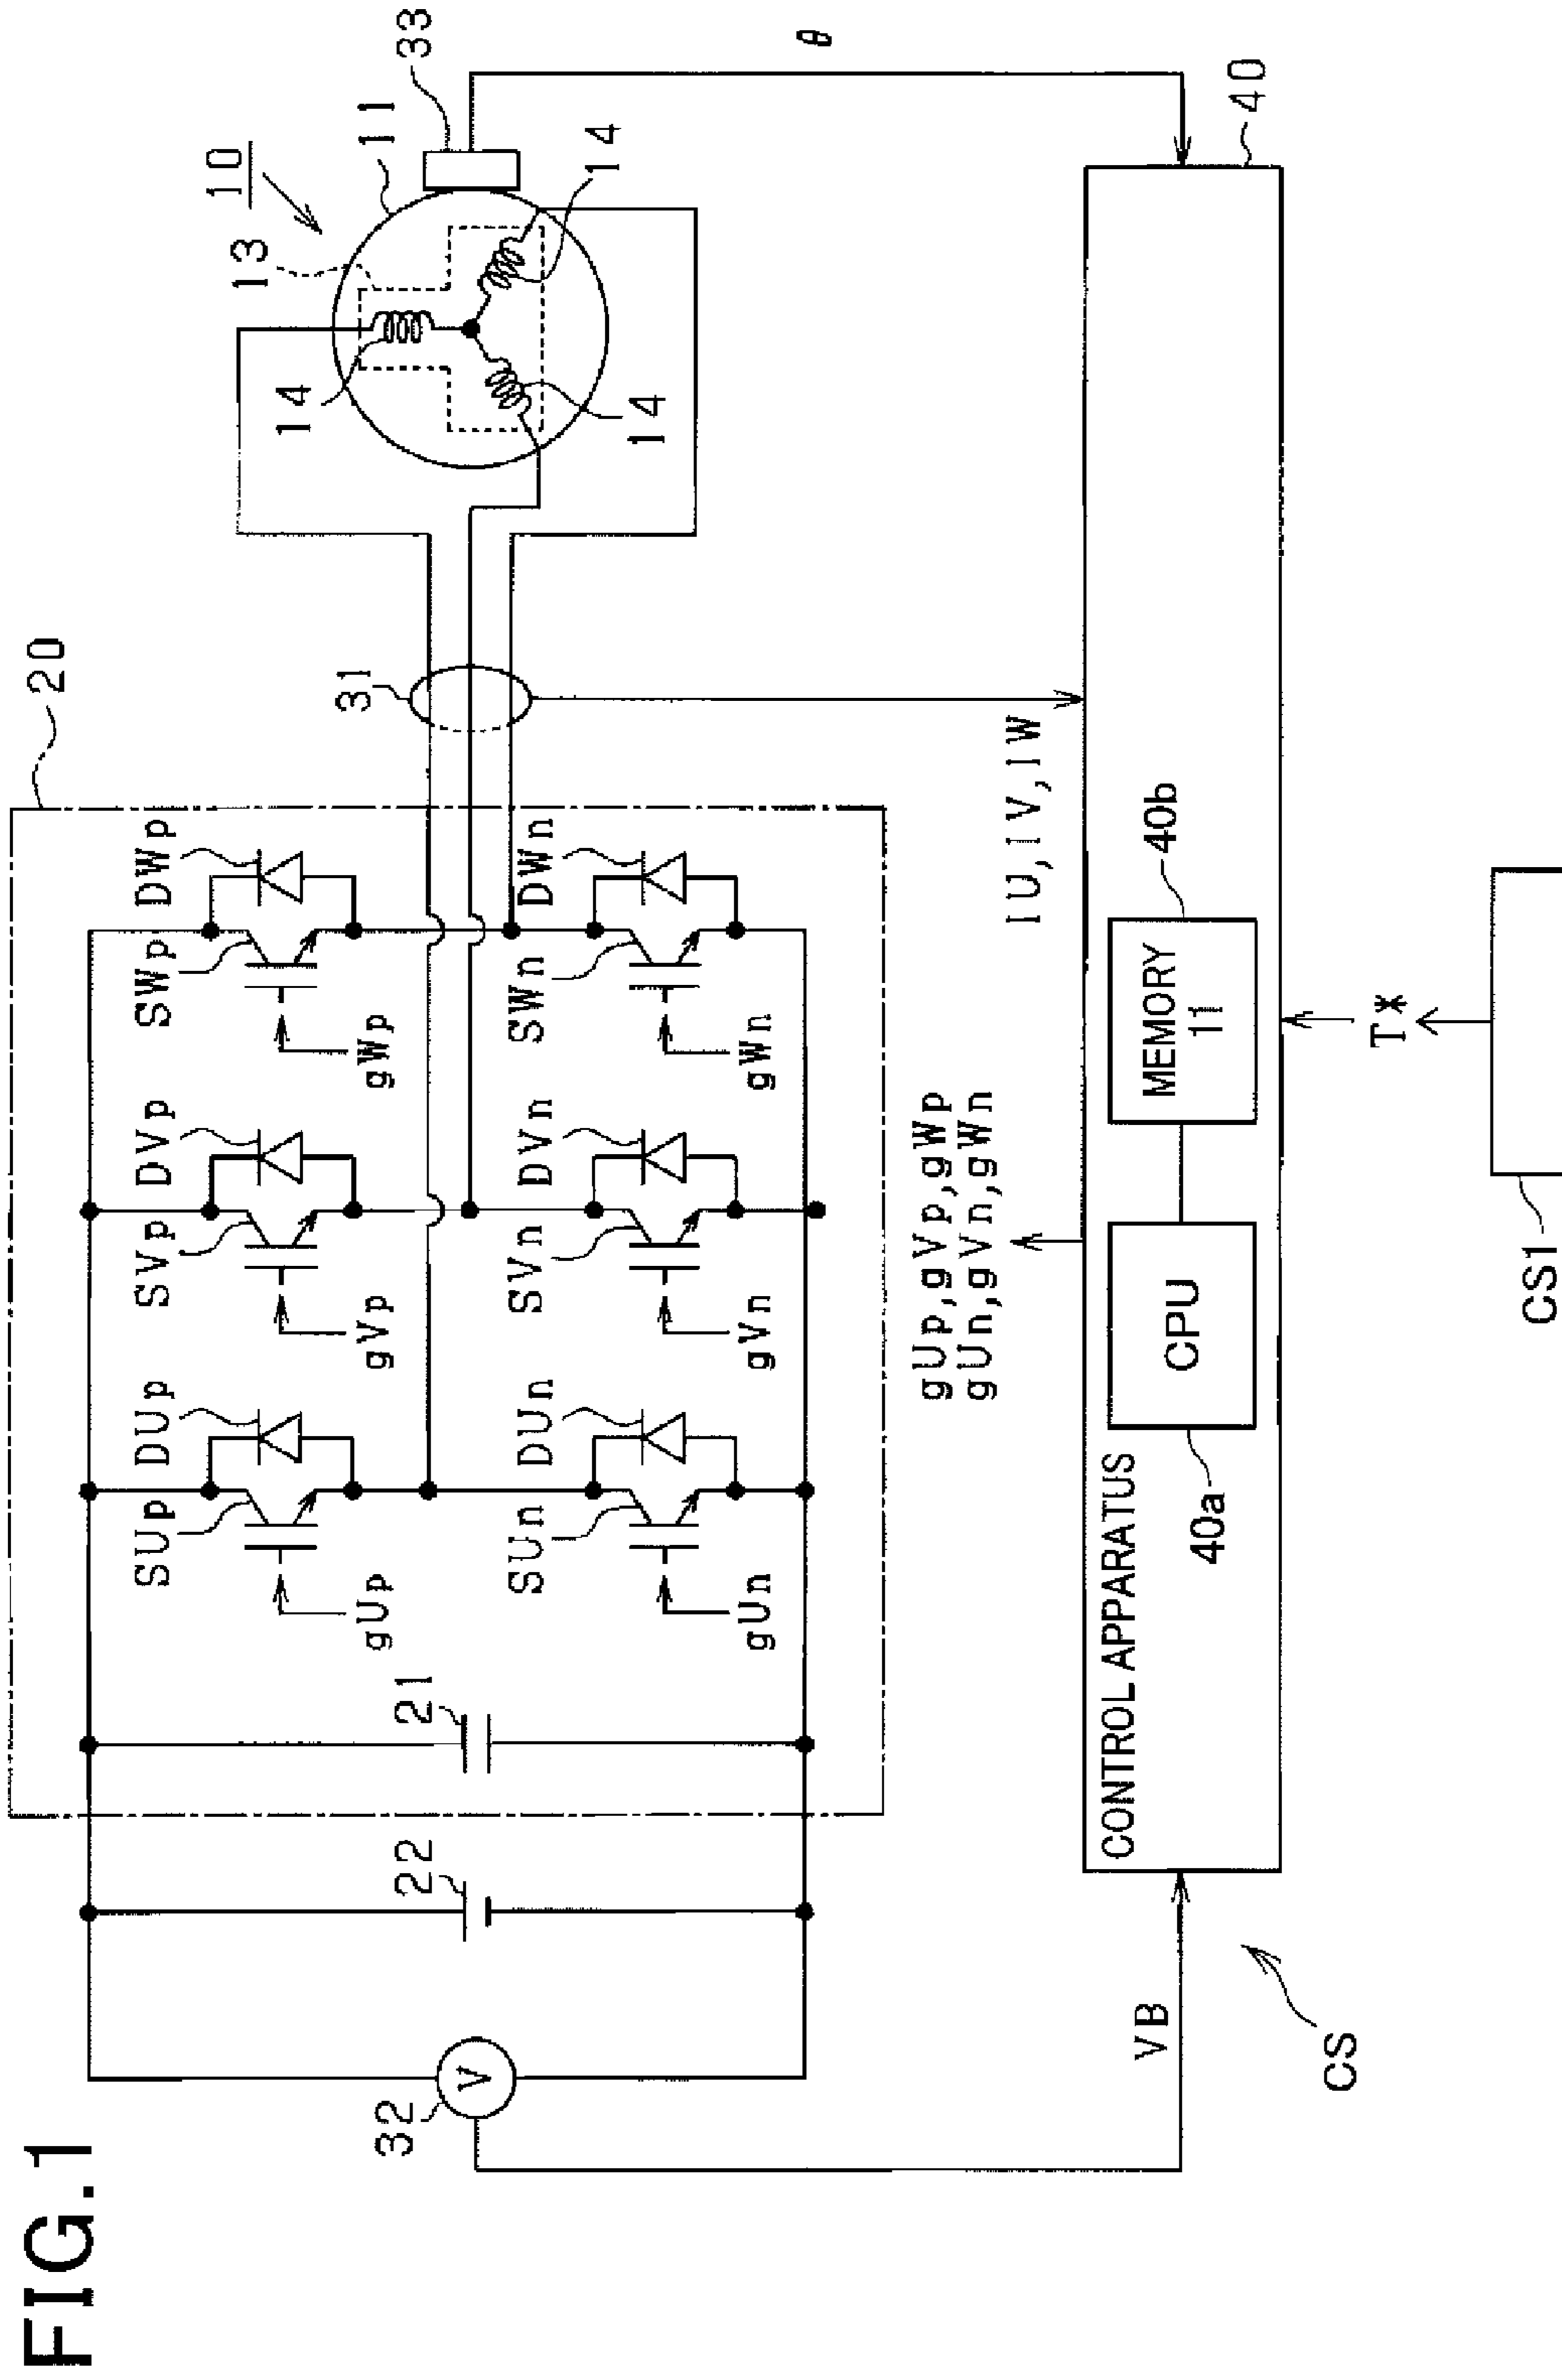 FIG.1
20
10
33
11
13
14
14
14
31
θ
SUp
DUp
SVp
DVp
SWp
DWp
gUp
gVp
gWp
SUn
DUn
SVn
DVn
SWn
DWn
gUn
gVn
gWn
21
22
32
V
gUp,gVp,gWp
gUn,gVn,gWn
IU,IV,IW
VB
CONTROL APPARATUS
40
CPU
40a
MEMORY
11
40b
T*
CS
CS1